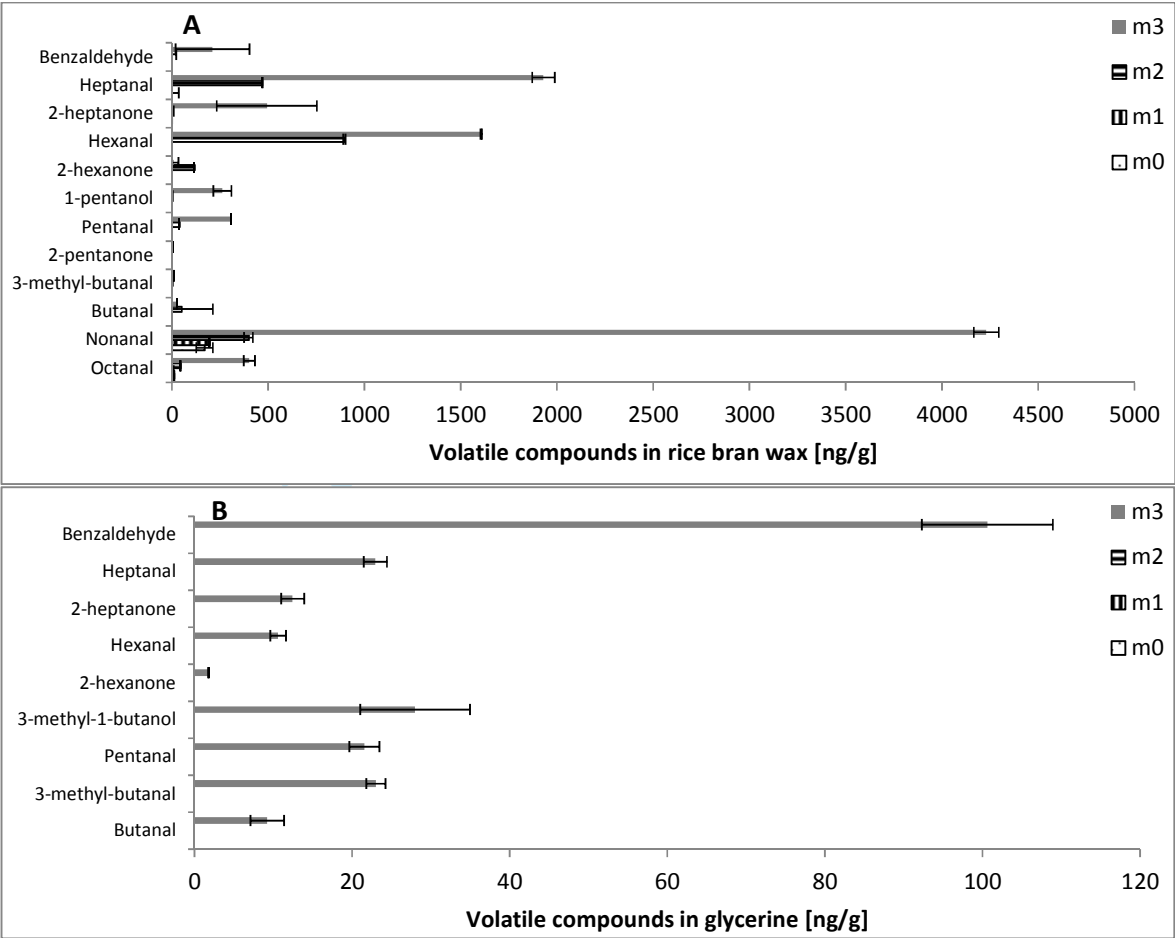 A
m3
m2
m1
m0
Benzaldehyde
Heptanal
2-heptanone
Hexanal
2-hexanone
1-pentanol
Pentanal
2-pentanone
3-methyl-butanal
Butanal
Nonanal
Octanal
0 500 1000 1500 2000 2500 3000 3500 4000 4500 5000
Volatile compounds in rice bran wax [ng/g]
B
m3
m2
m1
m0
Benzaldehyde
Heptanal
2-heptanone
Hexanal
2-hexanone
3-methyl-1-butanol
Pentanal
3-methyl-butanal
Butanal
0 20 40 60 80 100 120
Volatile compounds in glycerine [ng/g]